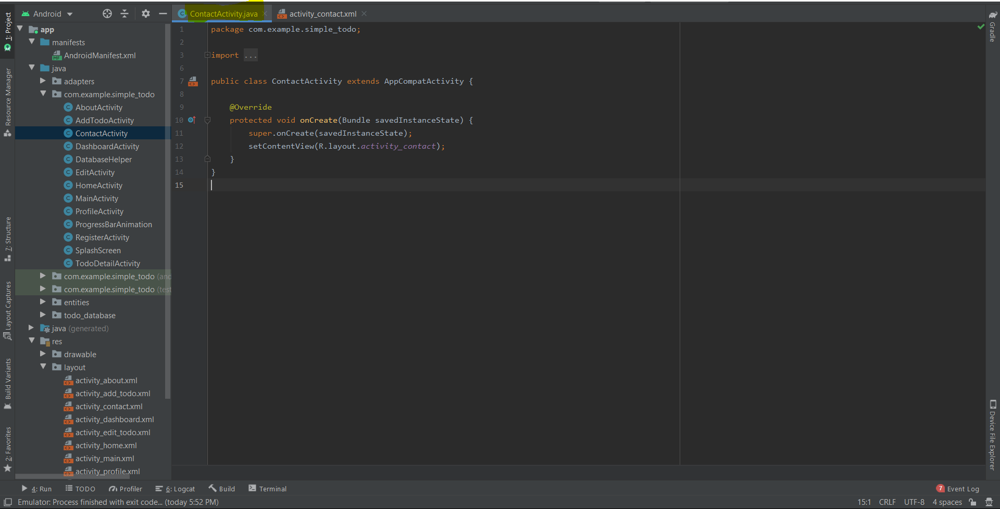 Android
ContactActivity.java
activity_contact.xml
1: Project
Resource Manager
7: Structure
Layout Captures
Build Variants
2: Favorites
app
manifests
AndroidManifest.xml
java
adapters
com.example.simple_todo
AboutActivity
AddTodoActivity
ContactActivity
DashboardActivity
DatabaseHelper
EditActivity
HomeActivity
MainActivity
ProfileActivity
ProgressBarAnimation
RegisterActivity
SplashScreen
TodoDetailActivity
com.example.simple_todo (and
com.example.simple_todo (test
entities
todo_database
java (generated)
res
drawable
layout
activity_about.xml
activity_add_todo.xml
activity_contact.xml
activity_dashboard.xml
activity_edit_todo.xml
activity_home.xml
activity_main.xml
activity_profile.xml
1 package com.example.simple_todo;
2
3 import ...
6
7 public class ContactActivity extends AppCompatActivity {
8
9 @Override
10 protected void onCreate(Bundle savedInstanceState) {
11 super.onCreate(savedInstanceState);
12 setContentView(R.layout.activity_contact);
13 }
14 }
15
Gradle
Device File Explorer
4: Run TODO Profiler 6: Logcat Build Terminal 7 Event Log
Emulator: Process finished with exit code... (today 5:52 PM) 15:1 CRLF UTF-8 4 spaces